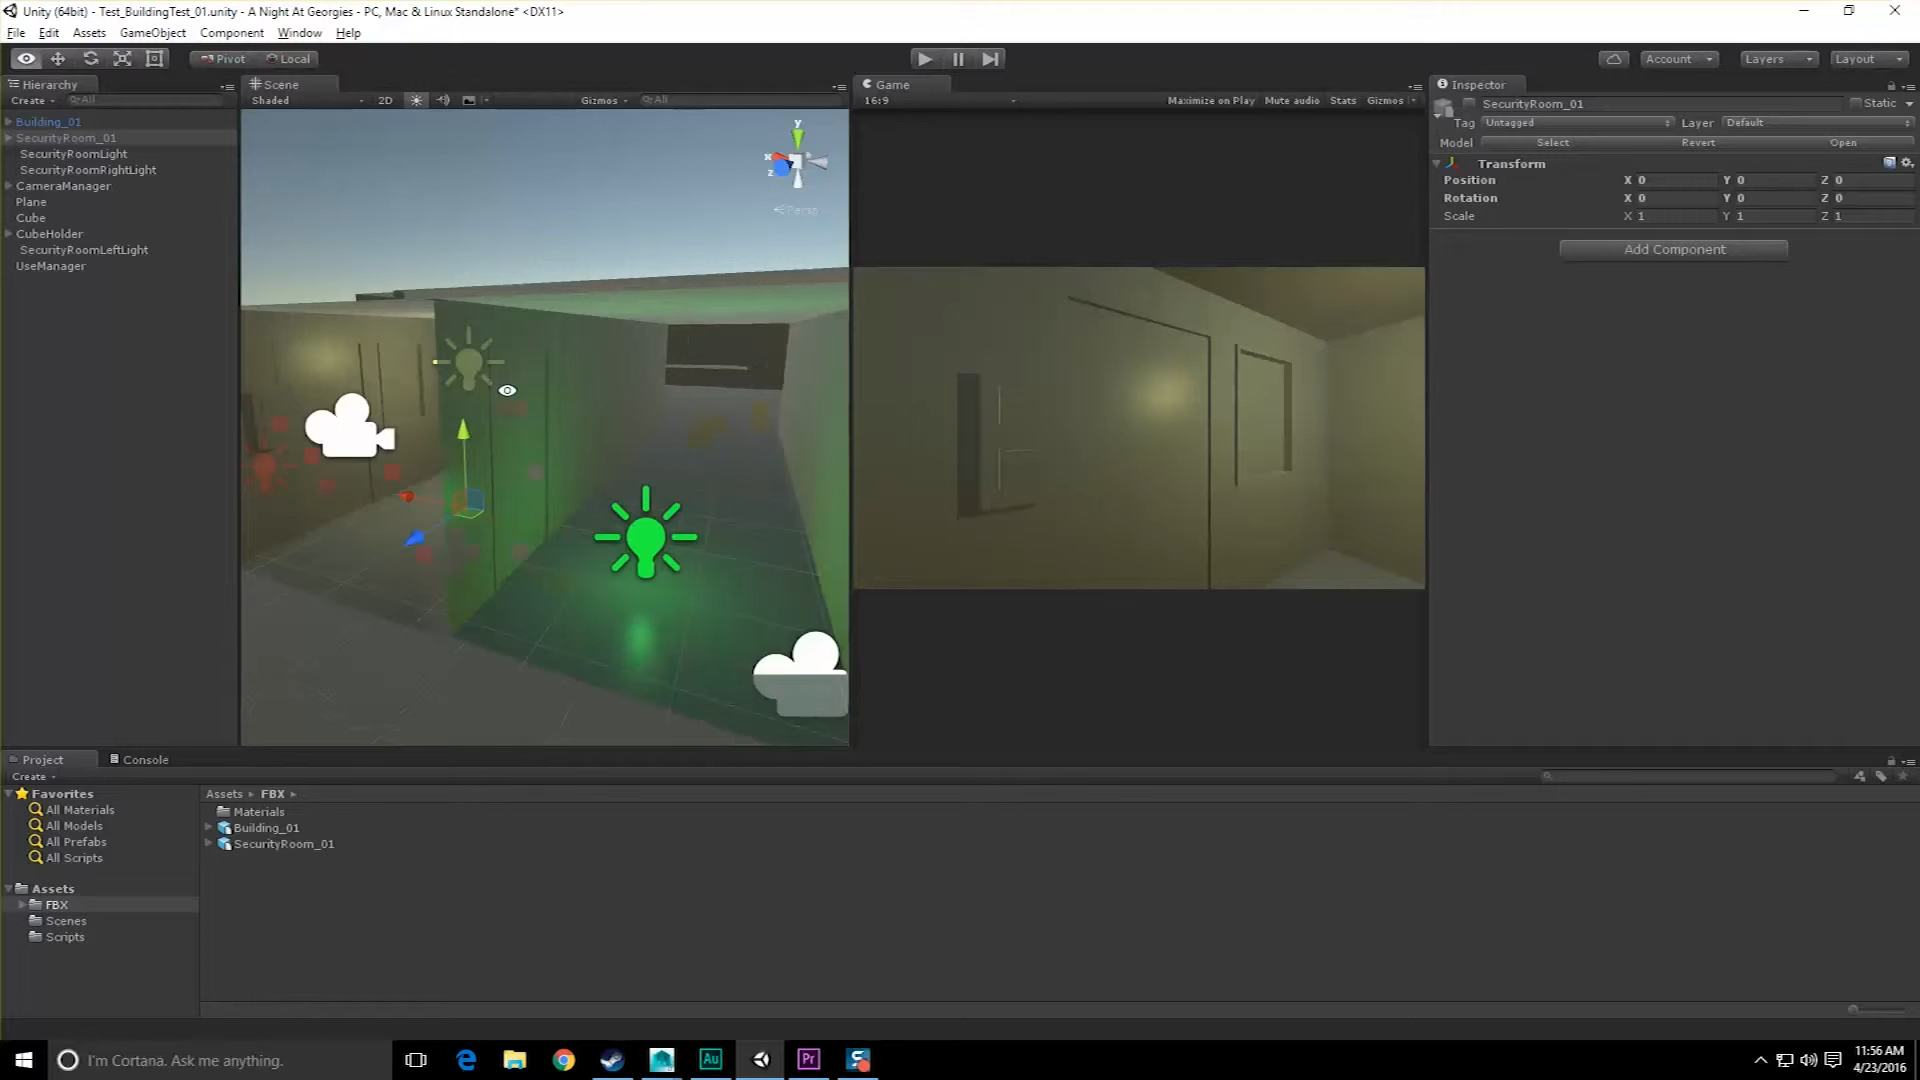 Unity (64bit) - Test_BuildingTest_01.unity - A Night At Georgies - PC, Mac & Linux Standalone* <DX11>
File Edit Assets GameObject Component Window Help
Pivot Local Account Layers Layout
Hierarchy
Create All
Building_01
SecurityRoom_01
SecurityRoomLight
SecurityRoomRightLight
CameraManager
Plane
Cube
CubeHolder
SecurityRoomLeftLight
UseManager
Scene
Shaded 2D Gizmos All
y
x
z
Persp
Game
16:9 Maximize on Play Mute audio Stats Gizmos
Inspector
SecurityRoom_01 Static
Tag Untagged Layer Default
Model Select Revert Open
Transform
Position X 0 Y 0 Z 0
Rotation X 0 Y 0 Z 0
Scale X 1 Y 1 Z 1
Add Component
Project Console
Create
Favorites
All Materials
All Models
All Prefabs
All Scripts
Assets
FBX
Scenes
Scripts
Assets FBX
Materials
Building_01
SecurityRoom_01
I'm Cortana. Ask me anything.
Au
Pr
11:56 AM
4/23/2016